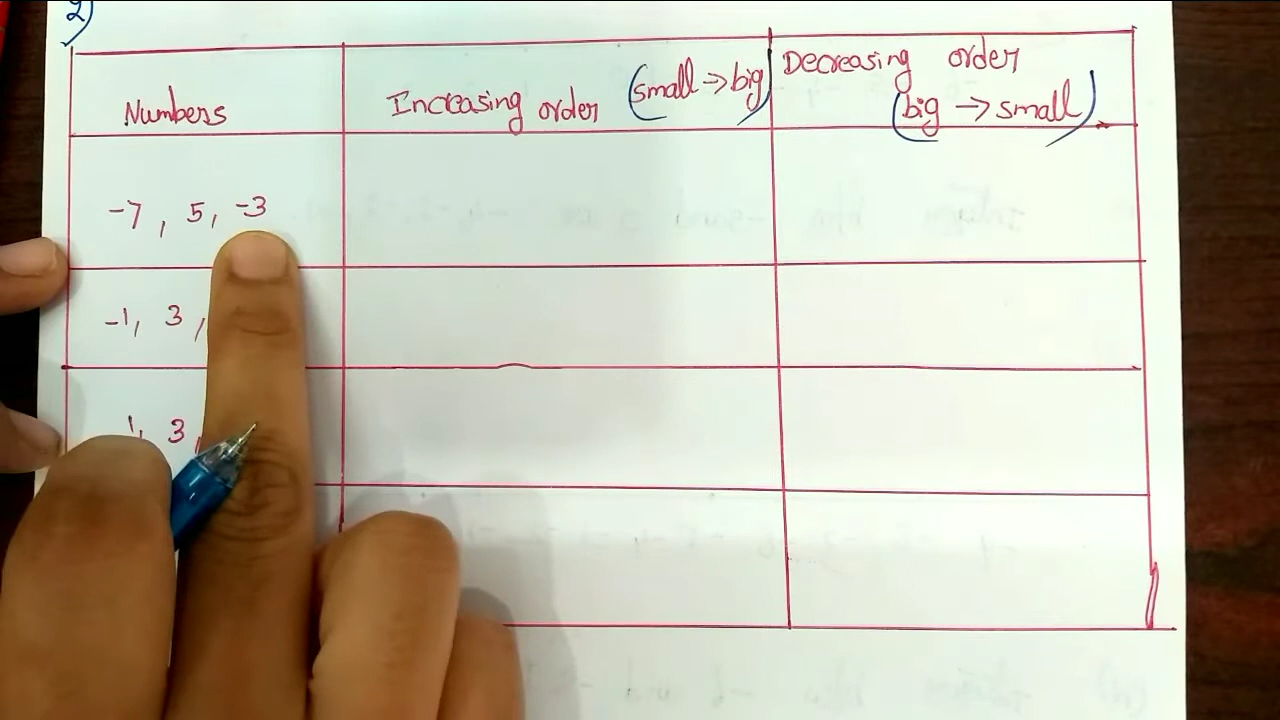 2)
Numbers
Increasing order (small → big)
Decreasing order
(big → small)
-7, 5, -3
-1, 3,
1, 3,